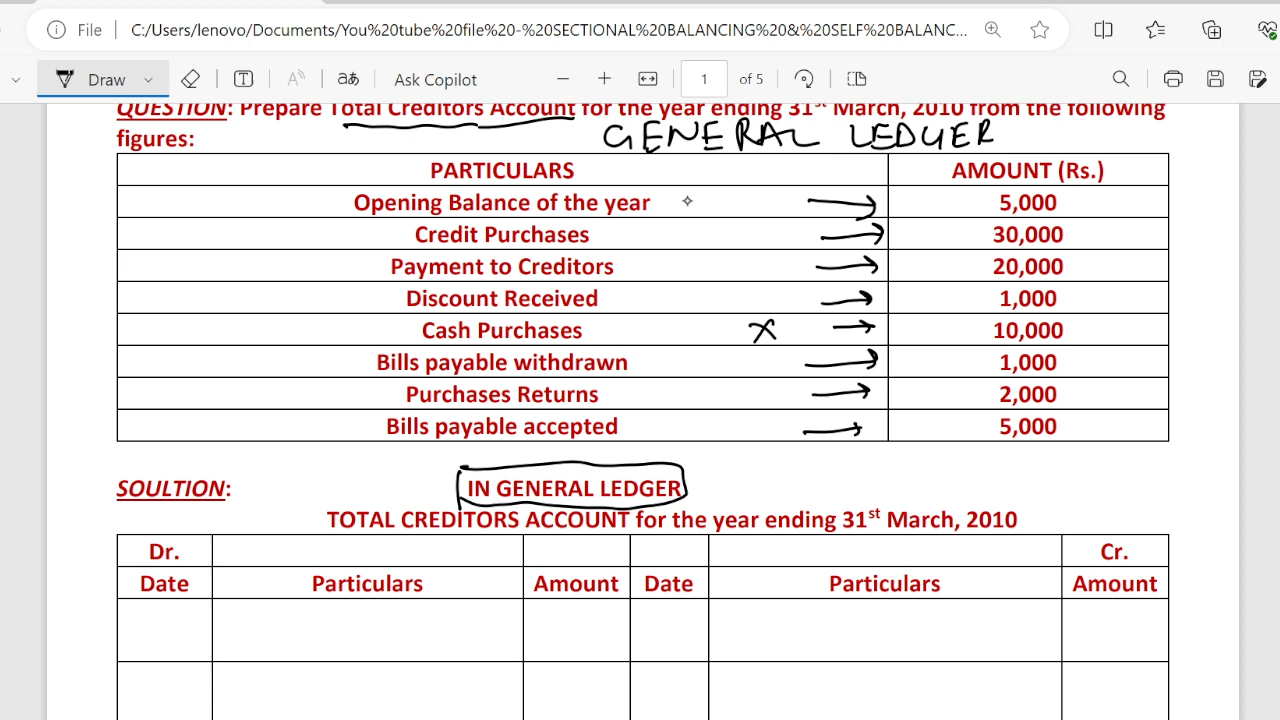 File C:/Users/lenovo/Documents/You%20tube%20file%20-%20SECTIONAL%20BALANCING%20&%20SELF%20BALANC...
Draw aあ Ask Copilot 1 of 5
QUESTION: Prepare Total Creditors Account for the year ending 31st March, 2010 from the following
figures: GENERAL LEDGER
PARTICULARS AMOUNT (Rs.)
Opening Balance of the year 5,000
Credit Purchases 30,000
Payment to Creditors 20,000
Discount Received 1,000
Cash Purchases X 10,000
Bills payable withdrawn 1,000
Purchases Returns 2,000
Bills payable accepted 5,000
SOULTION: IN GENERAL LEDGER
TOTAL CREDITORS ACCOUNT for the year ending 31st March, 2010
Dr. Cr.
Date Particulars Amount Date Particulars Amount